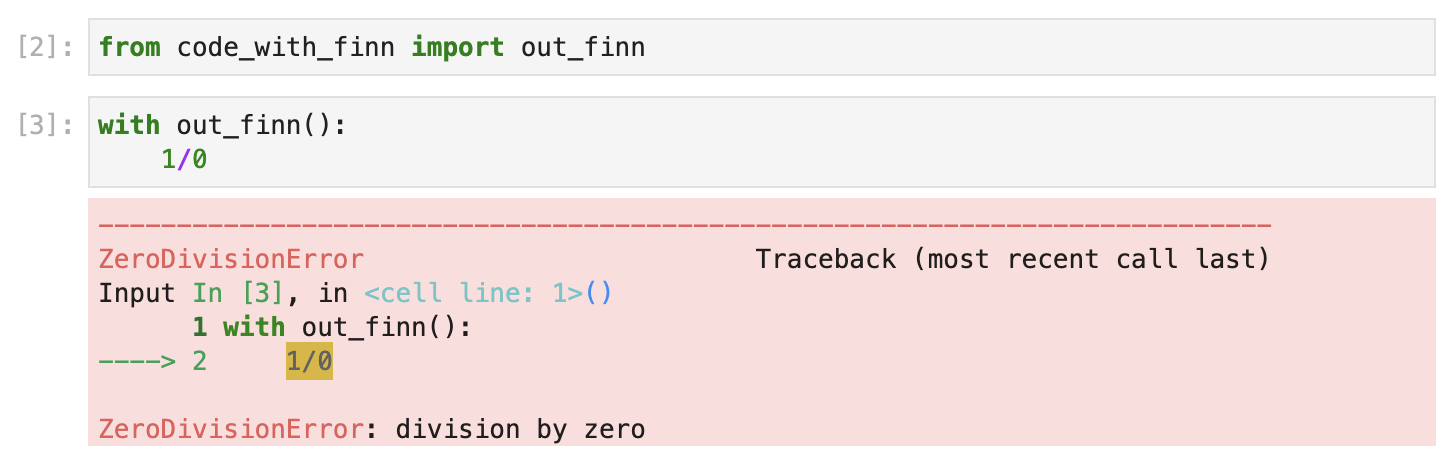 [2]: from code_with_finn import out_finn
[3]: with out_finn():
    1/0
---------------------------------------------------------------------------
ZeroDivisionError                         Traceback (most recent call last)
Input In [3], in <cell line: 1>()
      1 with out_finn():
----> 2     1/0

ZeroDivisionError: division by zero